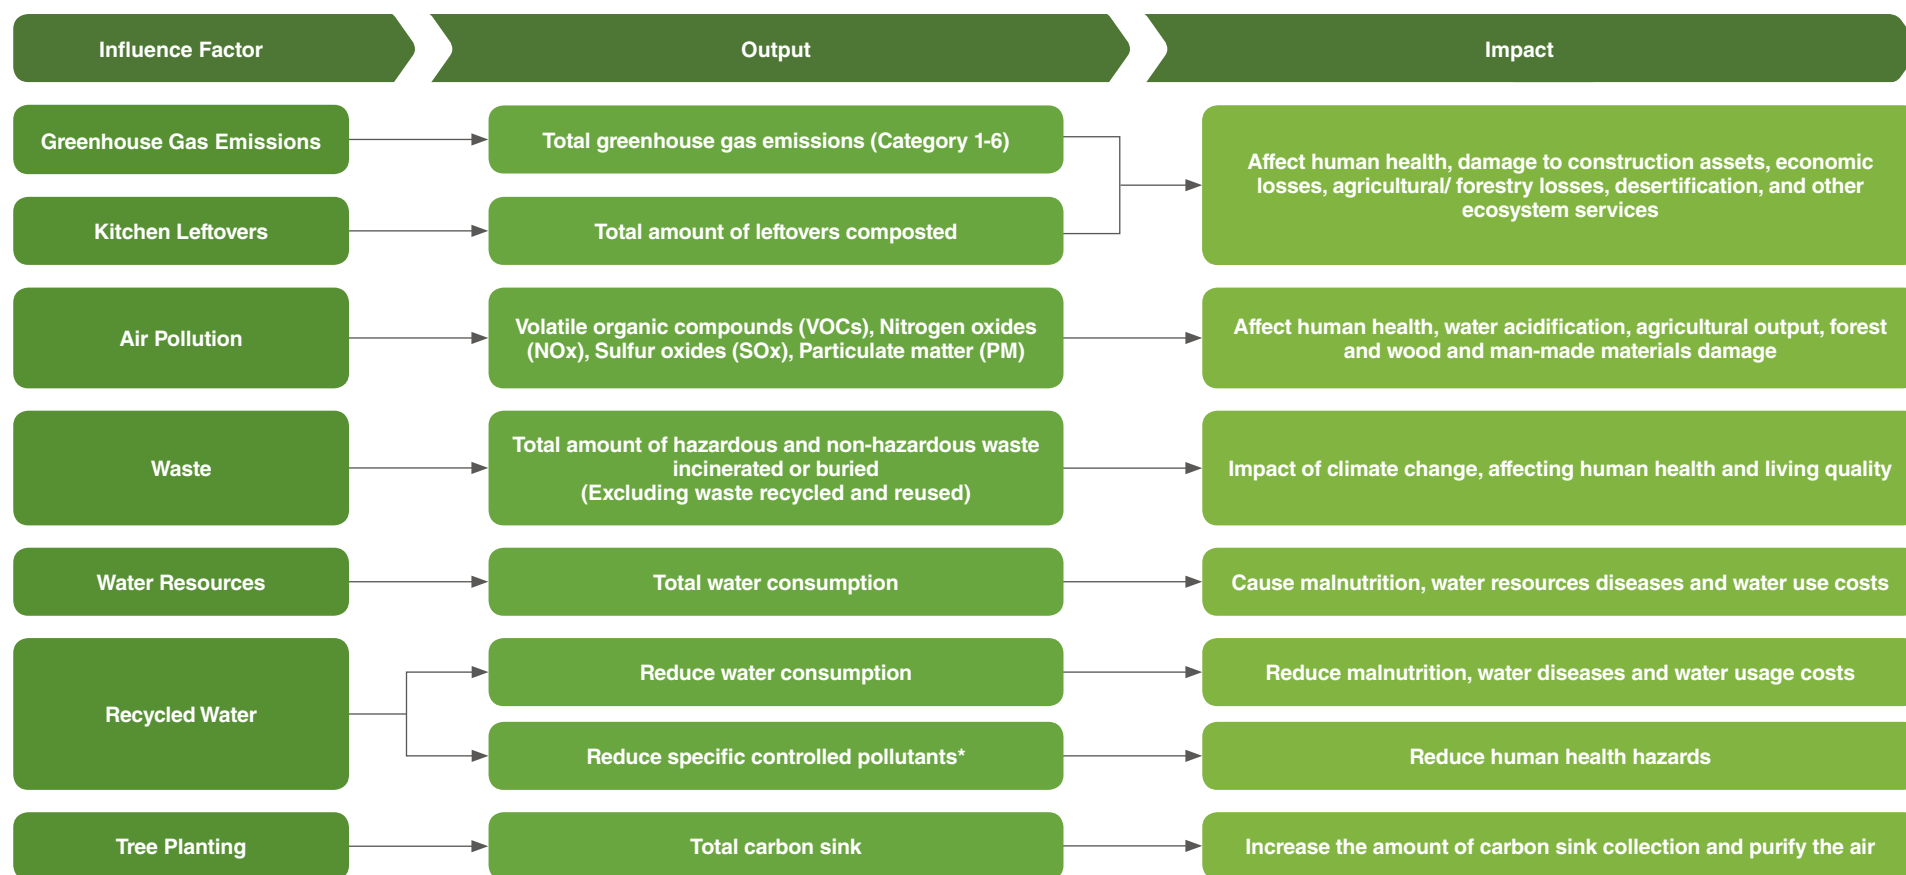 Influence Factor
Output
Impact
Greenhouse Gas Emissions
Total greenhouse gas emissions (Category 1-6)
Kitchen Leftovers
Total amount of leftovers composted
Affect human health, damage to construction assets, economic
losses, agricultural/ forestry losses, desertification, and other
ecosystem services
Air Pollution
Volatile organic compounds (VOCs), Nitrogen oxides
(NOx), Sulfur oxides (SOx), Particulate matter (PM)
Affect human health, water acidification, agricultural output, forest
and wood and man-made materials damage
Waste
Total amount of hazardous and non-hazardous waste
incinerated or buried
(Excluding waste recycled and reused)
Impact of climate change, affecting human health and living quality
Water Resources
Total water consumption
Cause malnutrition, water resources diseases and water use costs
Recycled Water
Reduce water consumption
Reduce malnutrition, water diseases and water usage costs
Reduce specific controlled pollutants*
Reduce human health hazards
Tree Planting
Total carbon sink
Increase the amount of carbon sink collection and purify the air